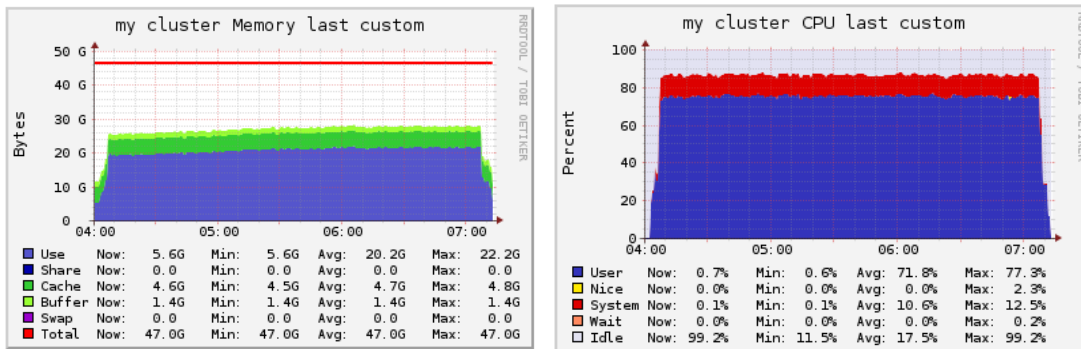 my cluster Memory last custom
RRDTOOL / TOBI OETIKER
Bytes
50 G
40 G
30 G
20 G
10 G
0
04:00 05:00 06:00 07:00
Use Now: 5.6G Min: 5.6G Avg: 20.2G Max: 22.2G
Share Now: 0.0 Min: 0.0 Avg: 0.0 Max: 0.0
Cache Now: 4.6G Min: 4.5G Avg: 4.7G Max: 4.8G
Buffer Now: 1.4G Min: 1.4G Avg: 1.4G Max: 1.4G
Swap Now: 0.0 Min: 0.0 Avg: 0.0 Max: 0.0
Total Now: 47.0G Min: 47.0G Avg: 47.0G Max: 47.0G
my cluster CPU last custom
Percent
100
80
60
40
20
0
04:00 05:00 06:00 07:00
User Now: 0.7% Min: 0.6% Avg: 71.8% Max: 77.3%
Nice Now: 0.0% Min: 0.0% Avg: 0.0% Max: 2.3%
System Now: 0.1% Min: 0.1% Avg: 10.6% Max: 12.5%
Wait Now: 0.0% Min: 0.0% Avg: 0.0% Max: 0.2%
Idle Now: 99.2% Min: 11.5% Avg: 17.5% Max: 99.2%